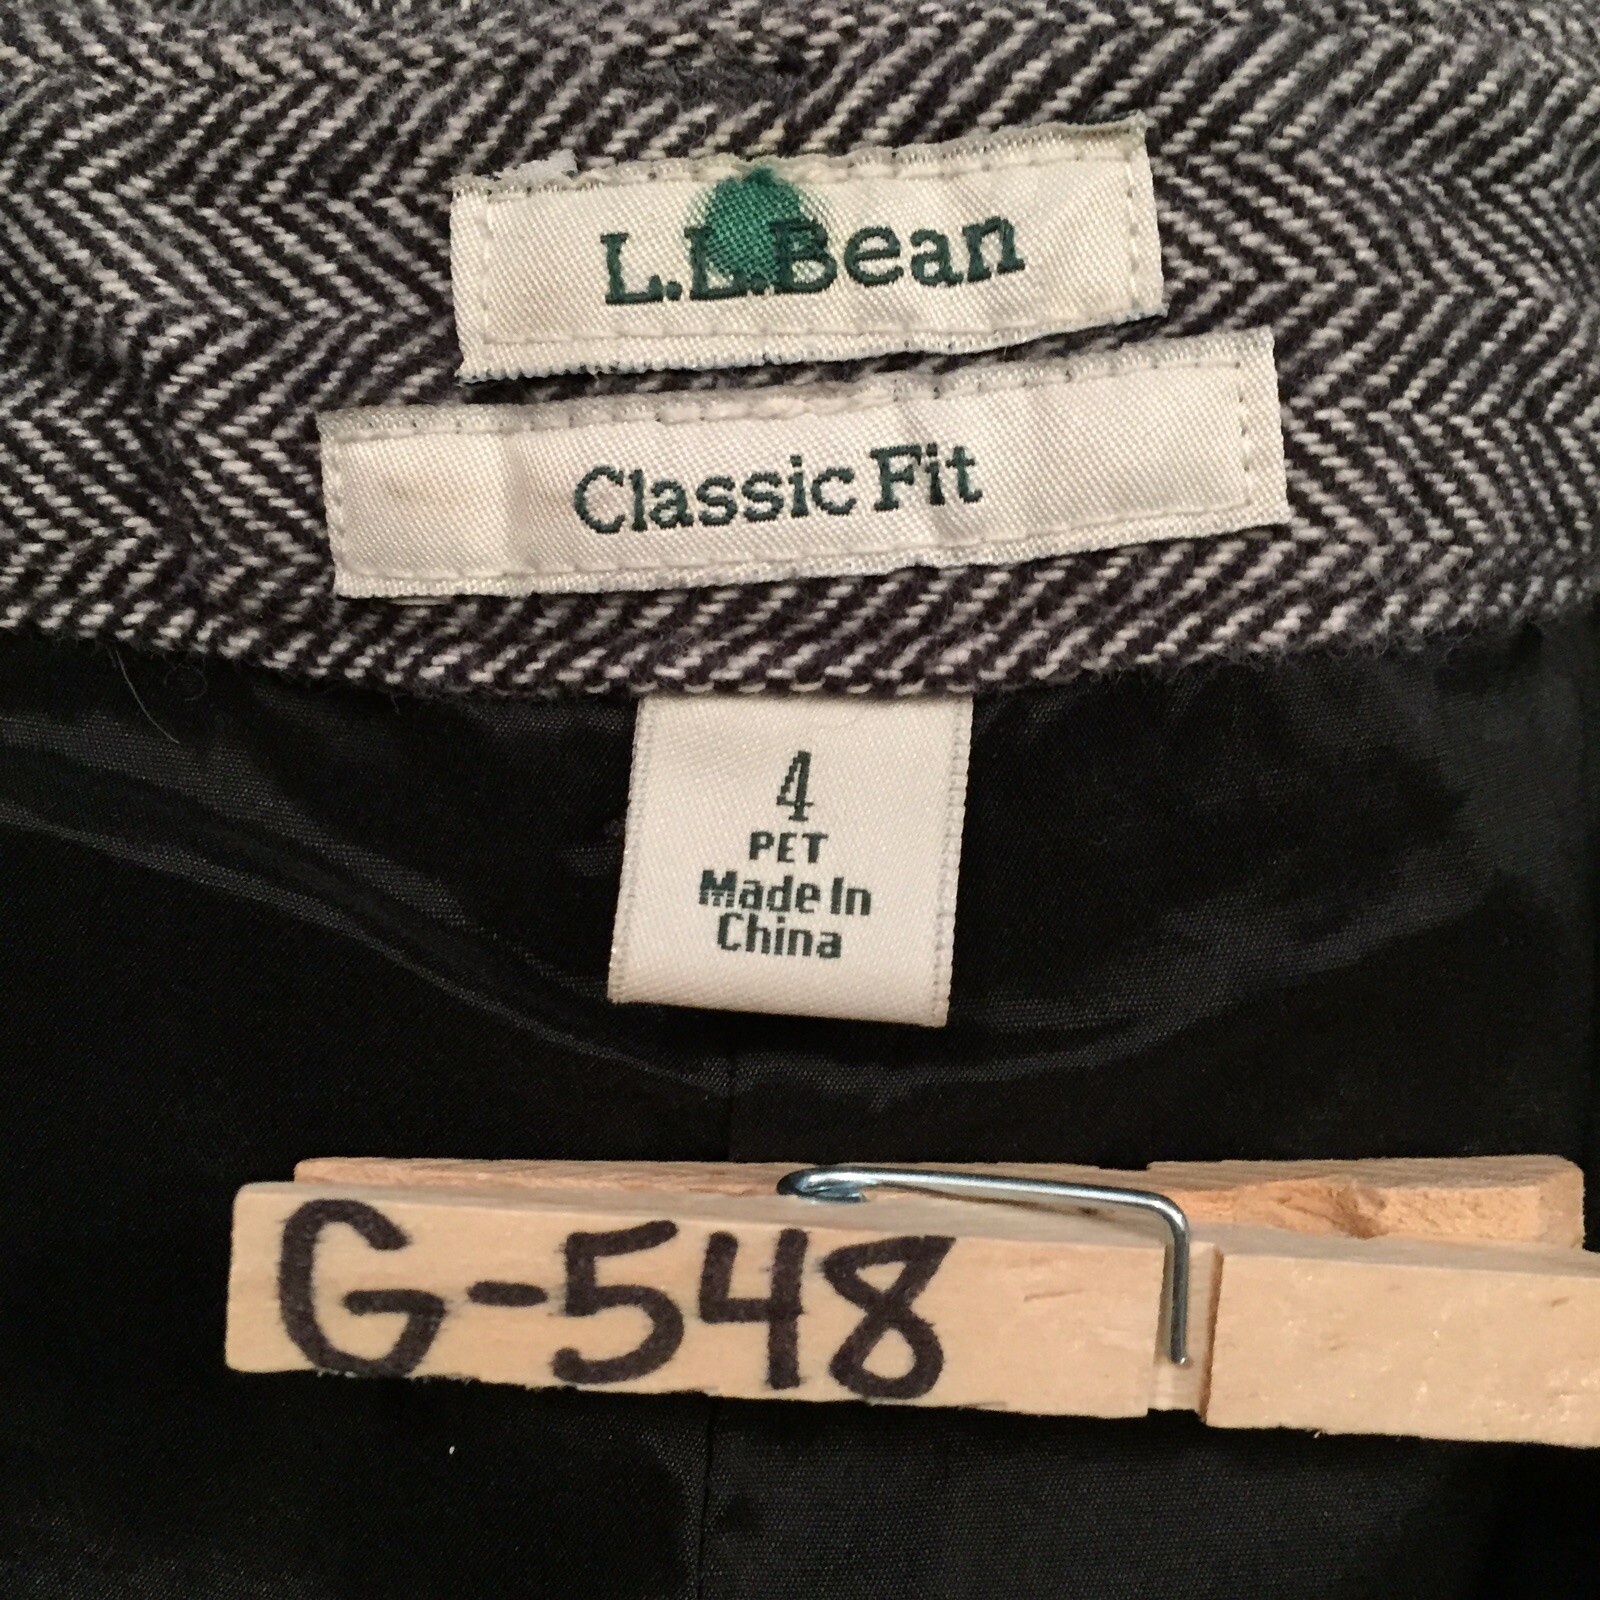 L.L.Bean
Classic Fit
4
PET
Made In
China
G-548